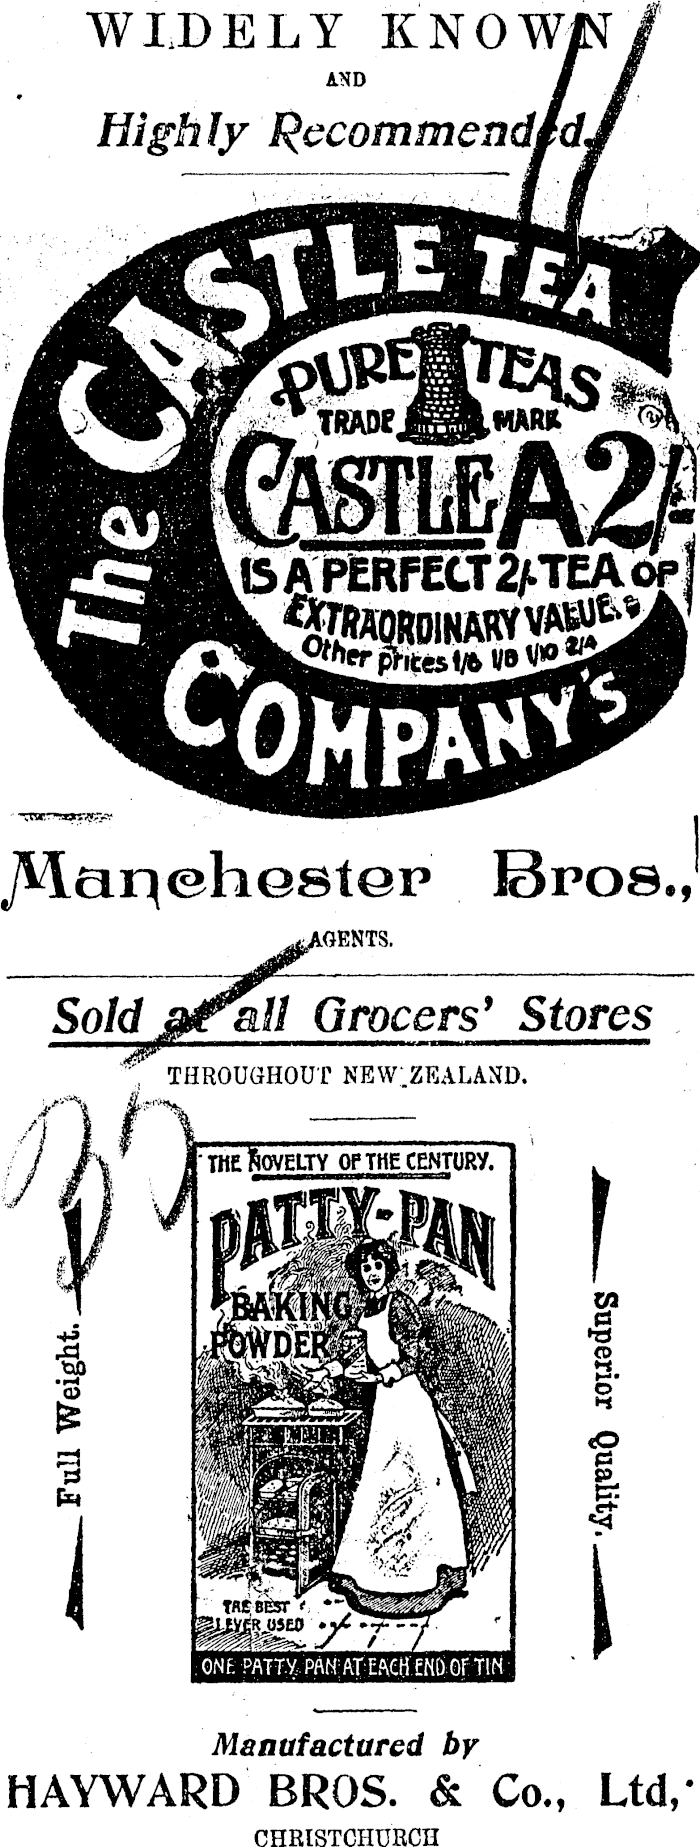 WIDELY KNOWN
AND
Highly Recommended.
The CASTLE TEA COMPANY'S
PURE TEAS
TRADE MARK
CASTLE A 2/-
IS A PERFECT 2/- TEA OF
EXTRAORDINARY VALUE.
Other prices 1/6 1/8 1/10 2/4
Manchester Bros.,
AGENTS.
Sold at all Grocers' Stores
THROUGHOUT NEW ZEALAND.
35
THE NOVELTY OF THE CENTURY.
PATTY-PAN
BAKING
POWDER
THE BEST
I EVER USED
ONE PATTY PAN AT EACH END OF TIN
Full Weight.
Superior Quality.
Manufactured by
HAYWARD BROS. & Co., Ltd,
CHRISTCHURCH